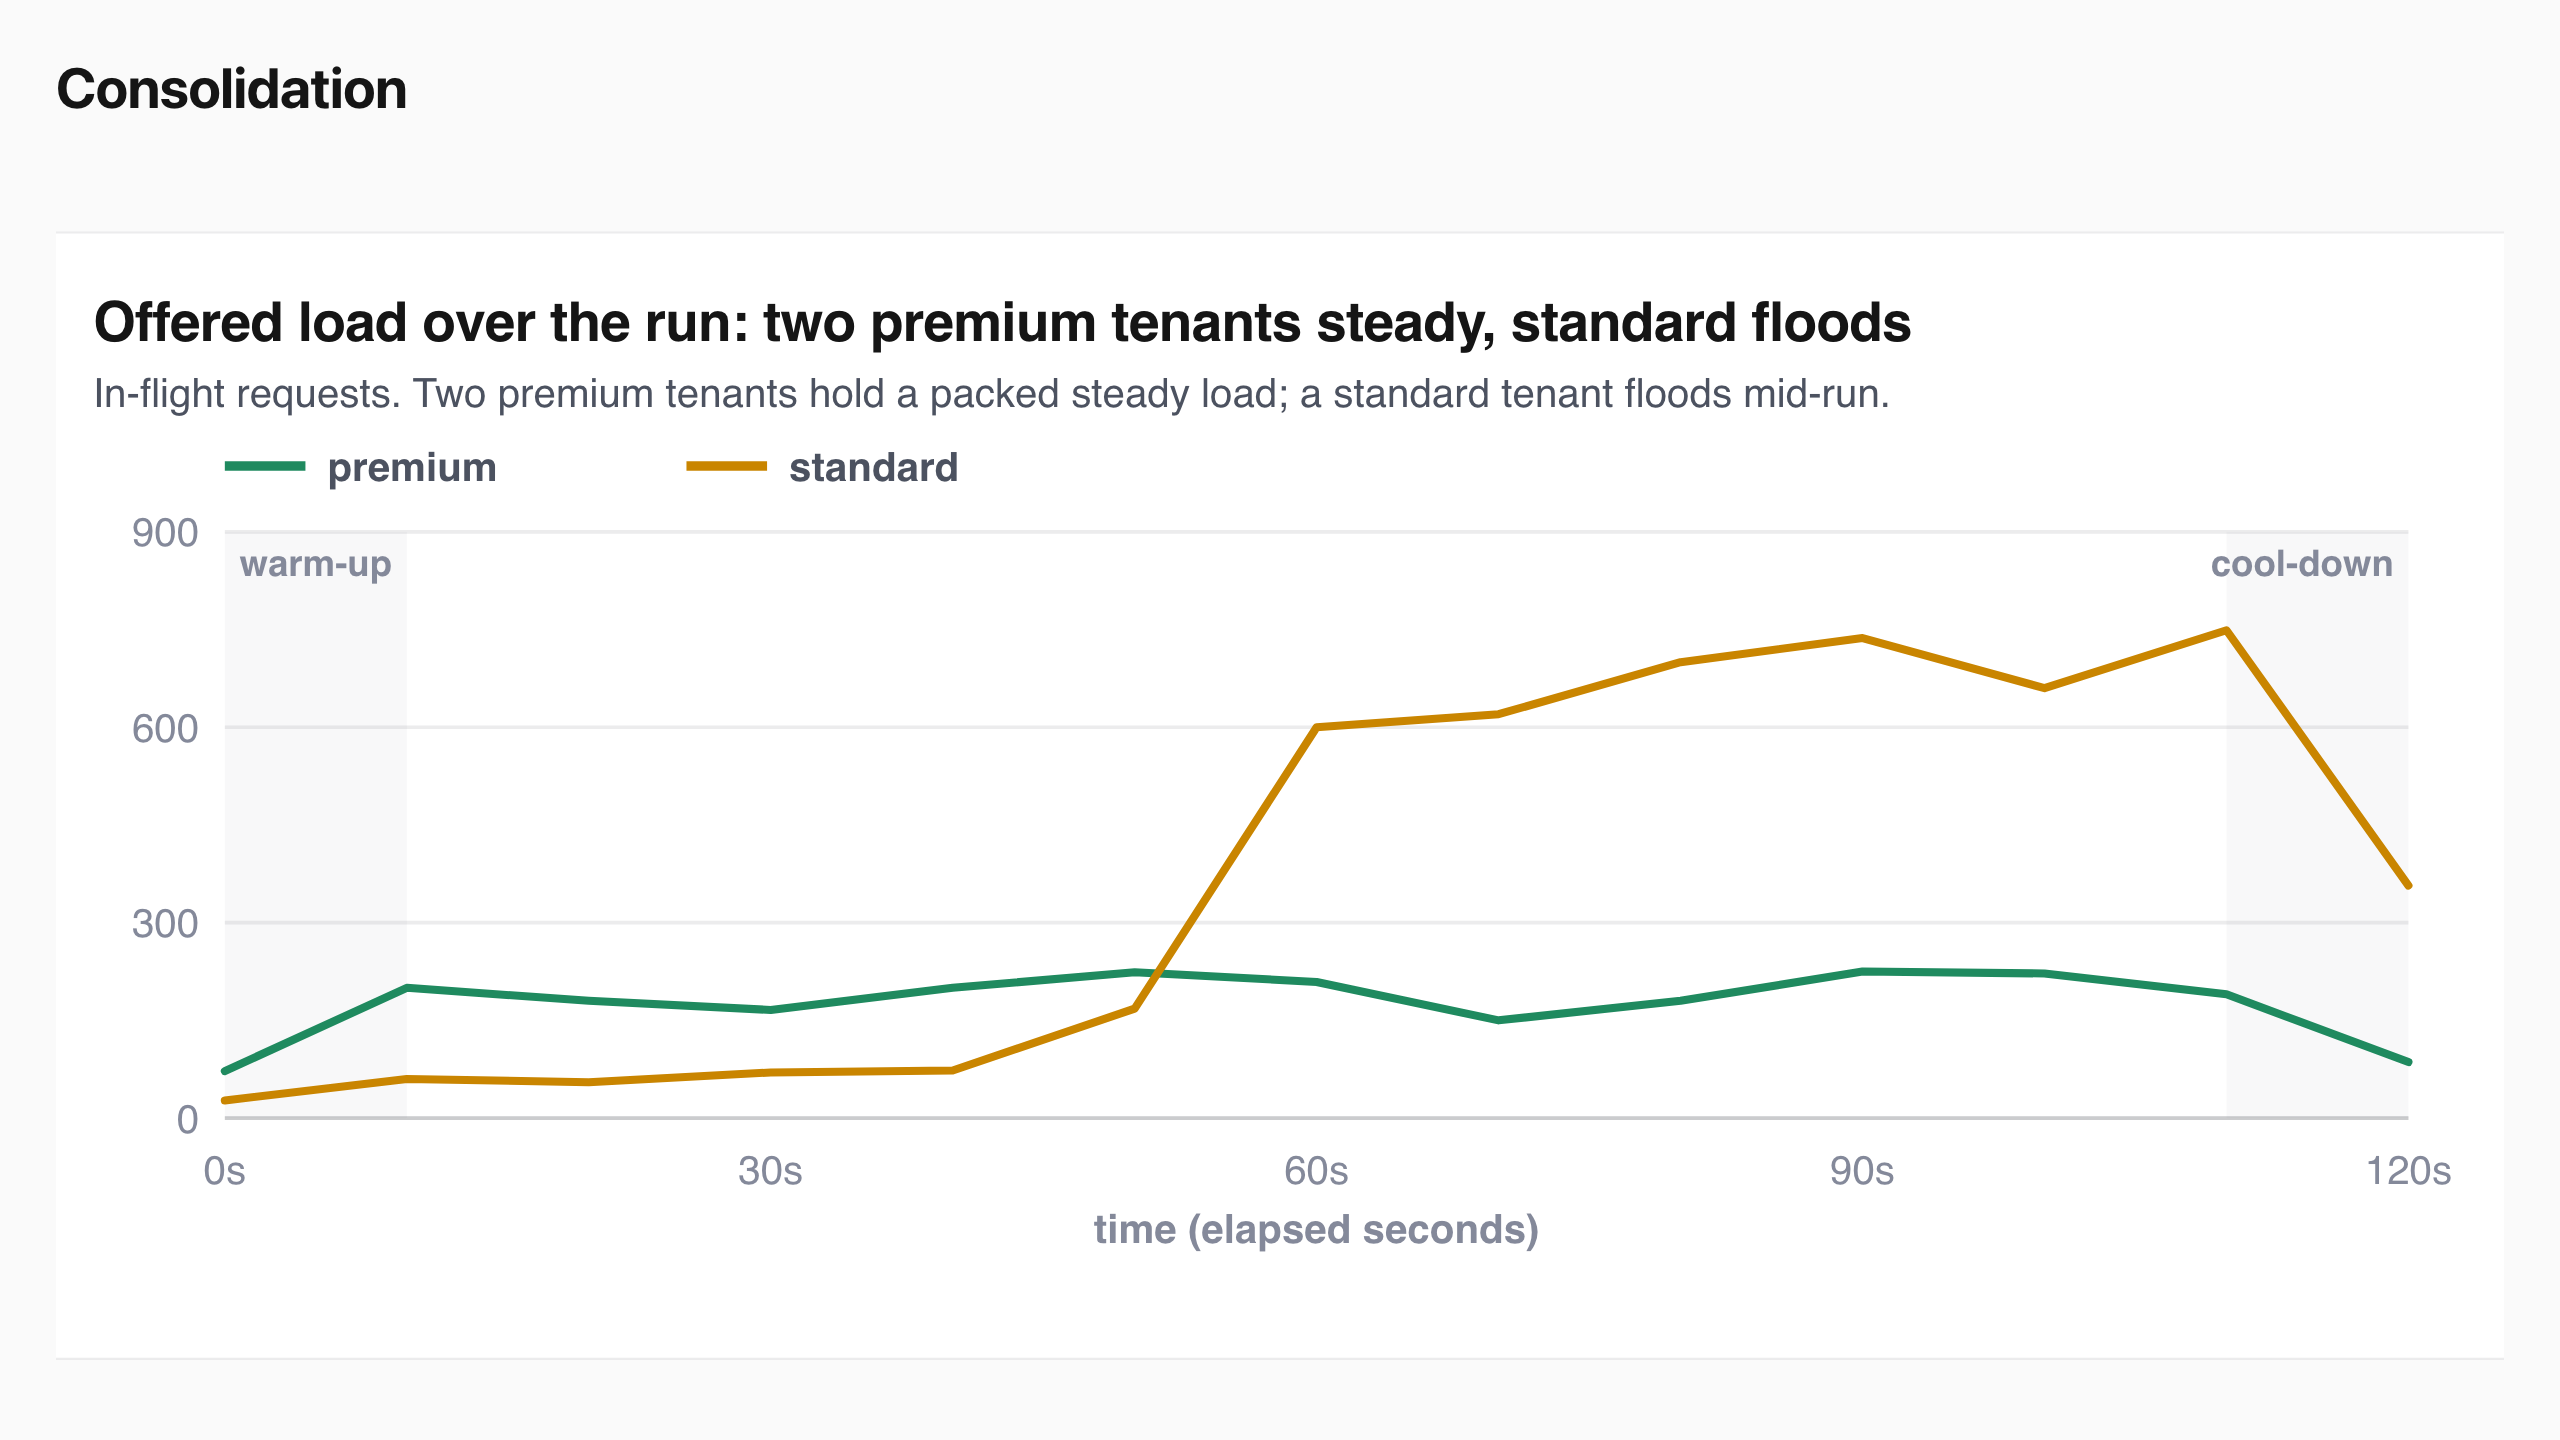 Consolidation
Offered load over the run: two premium tenants steady, standard floods
In-flight requests. Two premium tenants hold a packed steady load; a standard tenant floods mid-run.
premium standard
900
warm-up cool-down
600
300
0
0s 30s 60s 90s 120s
time (elapsed seconds)